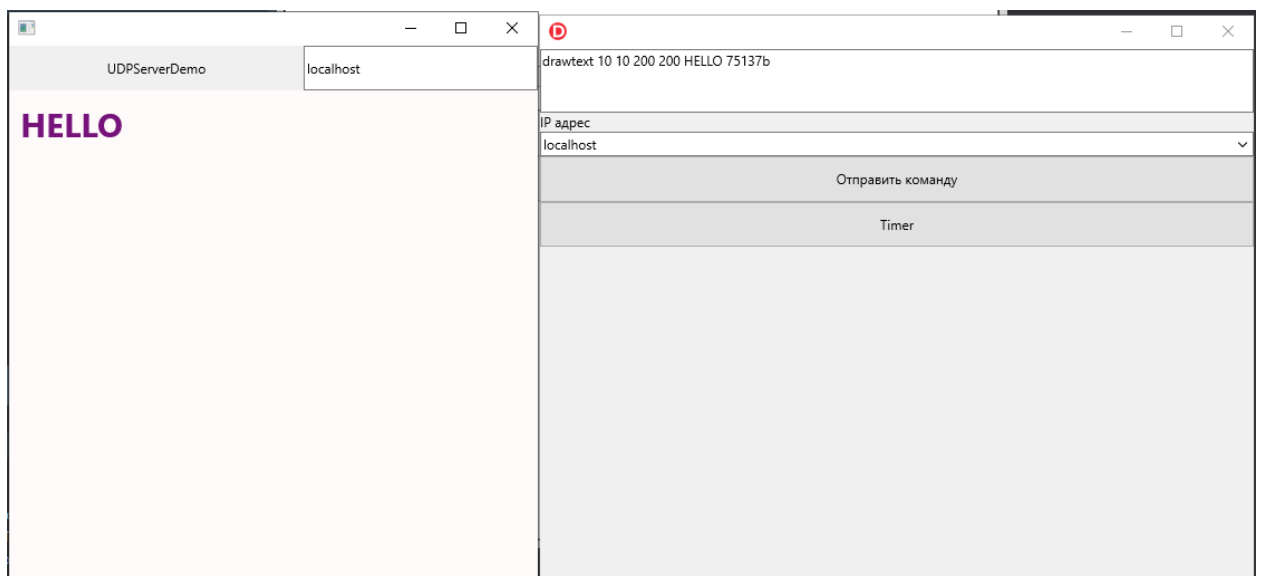 UDPServerDemo
localhost
HELLO
D
drawtext 10 10 200 200 HELLO 75137b
IP адрес
localhost
Отправить команду
Timer